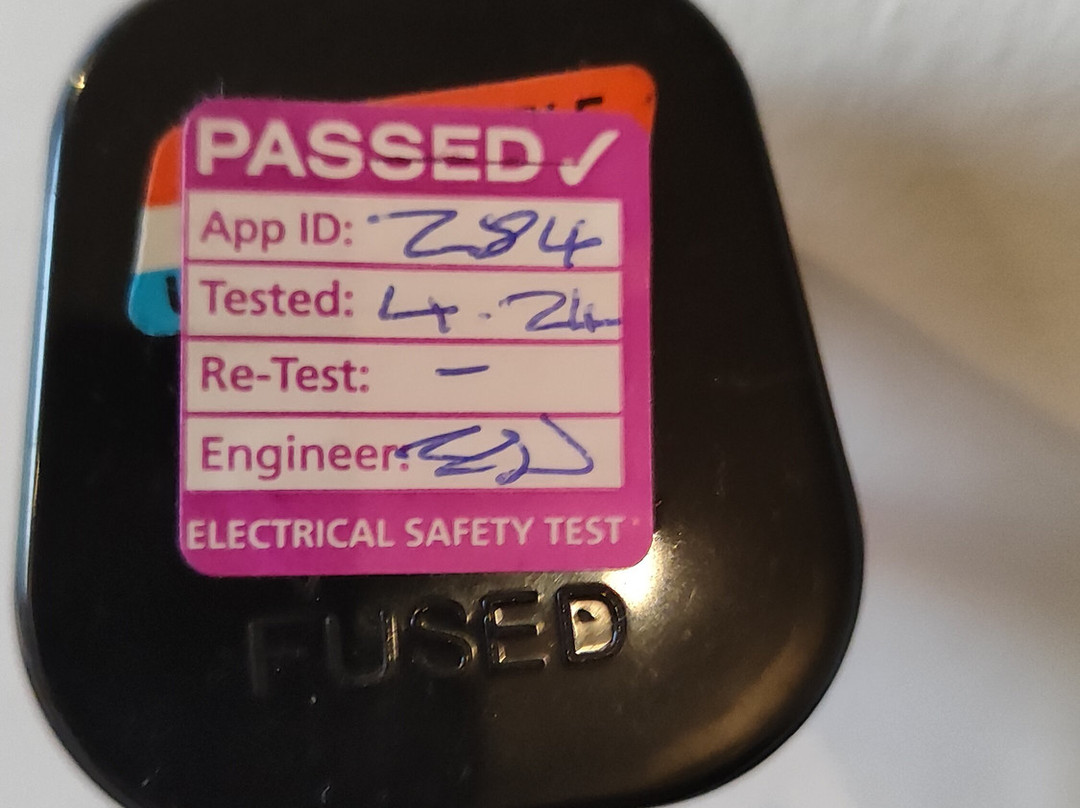 PASSED ✓
App ID: 284
Tested: 4.24
Re-Test: -
Engineer:
ELECTRICAL SAFETY TEST
FUSED